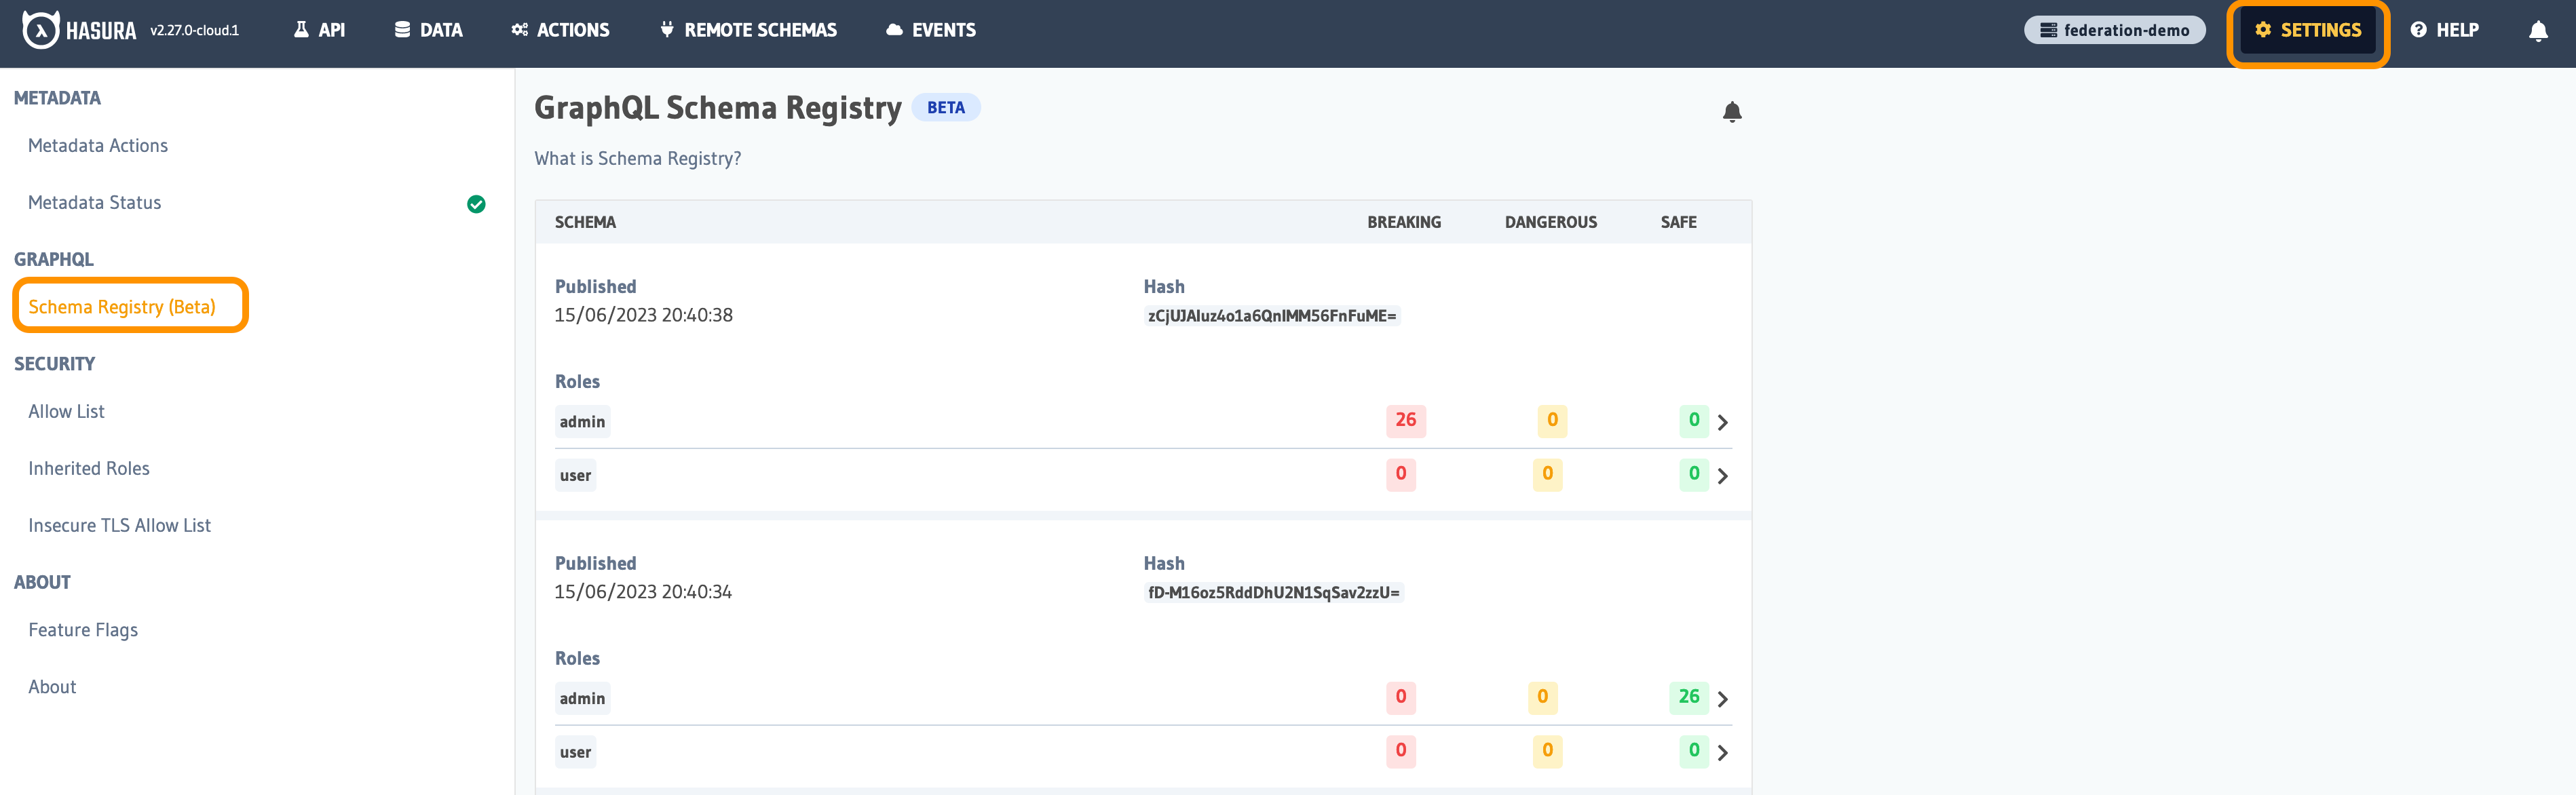 HASURA v2.27.0-cloud.1 API DATA ACTIONS REMOTE SCHEMAS EVENTS federation-demo SETTINGS HELP
METADATA
Metadata Actions
Metadata Status
GRAPHQL
Schema Registry (Beta)
SECURITY
Allow List
Inherited Roles
Insecure TLS Allow List
ABOUT
Feature Flags
About
GraphQL Schema Registry BETA
What is Schema Registry?
SCHEMA BREAKING DANGEROUS SAFE
Published Hash
15/06/2023 20:40:38 zCjUJAIuz4o1a6QnIMM56FnFuME=
Roles
admin 26 0 0
user 0 0 0
Published Hash
15/06/2023 20:40:34 fD-M16oz5RddDhU2N1SqSav2zzU=
Roles
admin 0 0 26
user 0 0 0